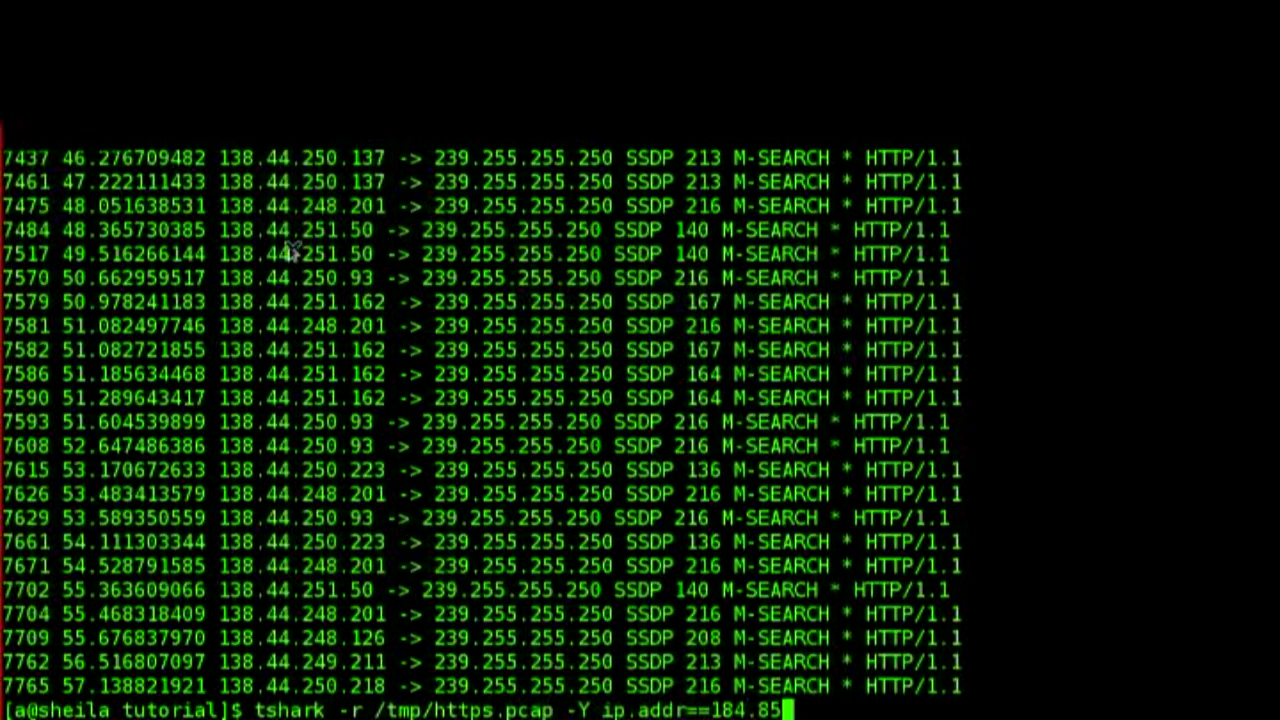 7437 46.276709482 138.44.250.137 -> 239.255.255.250 SSDP 213 M-SEARCH * HTTP/1.1
7461 47.222111433 138.44.250.137 -> 239.255.255.250 SSDP 213 M-SEARCH * HTTP/1.1
7475 48.051638531 138.44.248.201 -> 239.255.255.250 SSDP 216 M-SEARCH * HTTP/1.1
7484 48.365730385 138.44.251.50 -> 239.255.255.250 SSDP 140 M-SEARCH * HTTP/1.1
7517 49.516266144 138.44.251.50 -> 239.255.255.250 SSDP 140 M-SEARCH * HTTP/1.1
7570 50.662959517 138.44.250.93 -> 239.255.255.250 SSDP 216 M-SEARCH * HTTP/1.1
7579 50.978241183 138.44.251.162 -> 239.255.255.250 SSDP 167 M-SEARCH * HTTP/1.1
7581 51.082497746 138.44.248.201 -> 239.255.255.250 SSDP 216 M-SEARCH * HTTP/1.1
7582 51.082721855 138.44.251.162 -> 239.255.255.250 SSDP 167 M-SEARCH * HTTP/1.1
7586 51.185634468 138.44.251.162 -> 239.255.255.250 SSDP 164 M-SEARCH * HTTP/1.1
7590 51.289643417 138.44.251.162 -> 239.255.255.250 SSDP 164 M-SEARCH * HTTP/1.1
7593 51.604539899 138.44.250.93 -> 239.255.255.250 SSDP 216 M-SEARCH * HTTP/1.1
7608 52.647486386 138.44.250.93 -> 239.255.255.250 SSDP 216 M-SEARCH * HTTP/1.1
7615 53.170672633 138.44.250.223 -> 239.255.255.250 SSDP 136 M-SEARCH * HTTP/1.1
7626 53.483413579 138.44.248.201 -> 239.255.255.250 SSDP 216 M-SEARCH * HTTP/1.1
7629 53.589350559 138.44.250.93 -> 239.255.255.250 SSDP 216 M-SEARCH * HTTP/1.1
7661 54.111303344 138.44.250.223 -> 239.255.255.250 SSDP 136 M-SEARCH * HTTP/1.1
7671 54.528791585 138.44.248.201 -> 239.255.255.250 SSDP 216 M-SEARCH * HTTP/1.1
7702 55.363609066 138.44.251.50 -> 239.255.255.250 SSDP 140 M-SEARCH * HTTP/1.1
7704 55.468318409 138.44.248.201 -> 239.255.255.250 SSDP 216 M-SEARCH * HTTP/1.1
7709 55.676837970 138.44.248.126 -> 239.255.255.250 SSDP 208 M-SEARCH * HTTP/1.1
7762 56.516807097 138.44.249.211 -> 239.255.255.250 SSDP 213 M-SEARCH * HTTP/1.1
7765 57.138821921 138.44.250.218 -> 239.255.255.250 SSDP 216 M-SEARCH * HTTP/1.1
[a@sheila tutorial]$ tshark -r /tmp/https.pcap -Y ip.addr==184.85